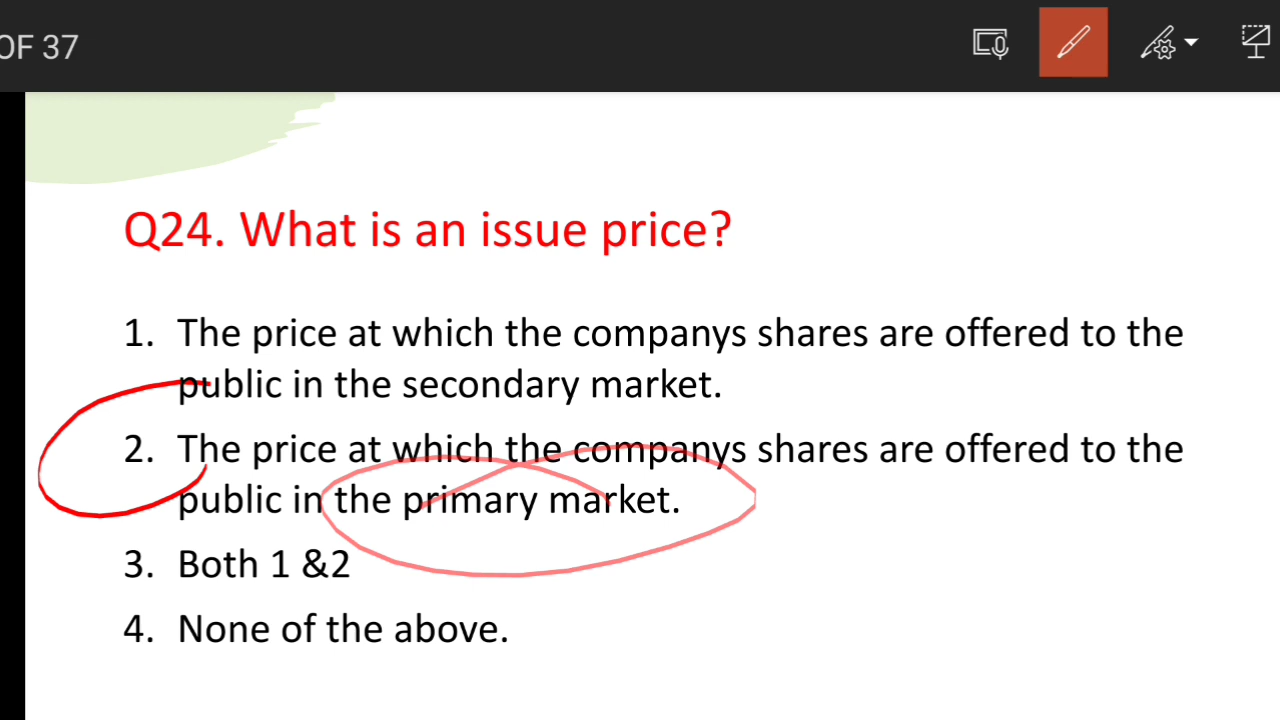 OF 37
Q24. What is an issue price?
1. The price at which the companys shares are offered to the
public in the secondary market.
2. The price at which the companys shares are offered to the
public in the primary market.
3. Both 1 &2
4. None of the above.